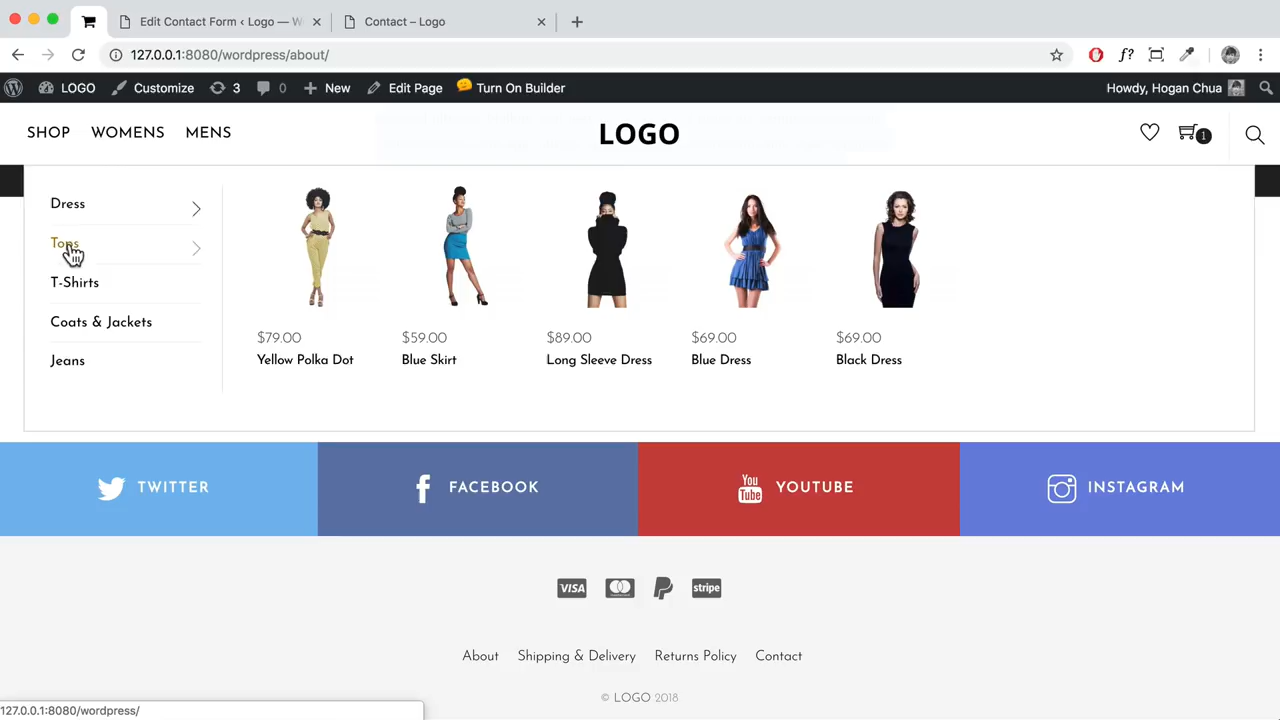 Edit Contact Form ‹ Logo — W
Contact – Logo
127.0.0.1:8080/wordpress/about/
f?
LOGO
Customize
3
0
New
Edit Page
Turn On Builder
Howdy, Hogan Chua
SHOP WOMENS MENS
LOGO
1
Dress
Tops
T-Shirts
Coats & Jackets
Jeans
$79.00
Yellow Polka Dot
$59.00
Blue Skirt
$89.00
Long Sleeve Dress
$69.00
Blue Dress
$69.00
Black Dress
TWITTER
FACEBOOK
You Tube YOUTUBE
INSTAGRAM
VISA
stripe
About Shipping & Delivery Returns Policy Contact
© LOGO 2018
127.0.0.1:8080/wordpress/